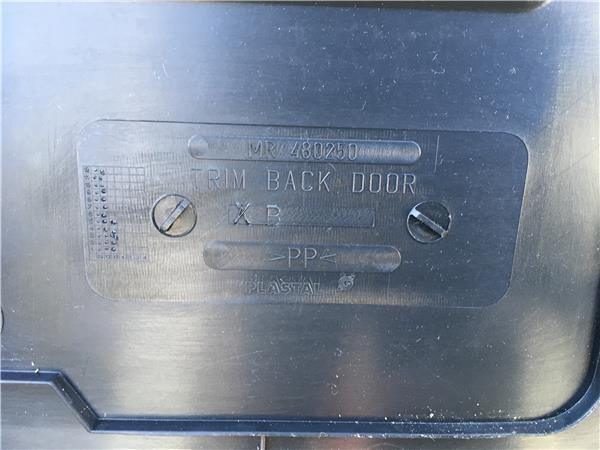 MR 480250
TRIM BACK DOOR
X B
>PP<
PLASTAL